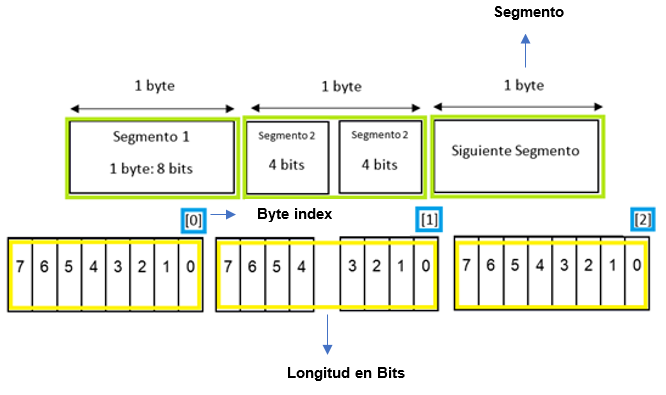 Segmento
1 byte
1 byte
1 byte
Segmento 1
1 byte: 8 bits
Segmento 2
4 bits
Segmento 2
4 bits
Siguiente Segmento
[0]
Byte index
[1]
[2]
7 6 5 4 3 2 1 0
7 6 5 4
3 2 1 0
7 6 5 4 3 2 1 0
Longitud en Bits